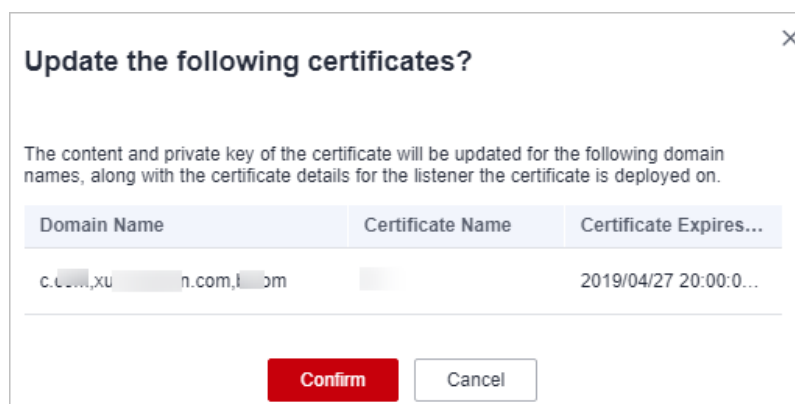 Update the following certificates?
The content and private key of the certificate will be updated for the following domain
names, along with the certificate details for the listener the certificate is deployed on.
Domain Name Certificate Name Certificate Expires...
n.com 2019/04/27 20:00:0...
Confirm Cancel